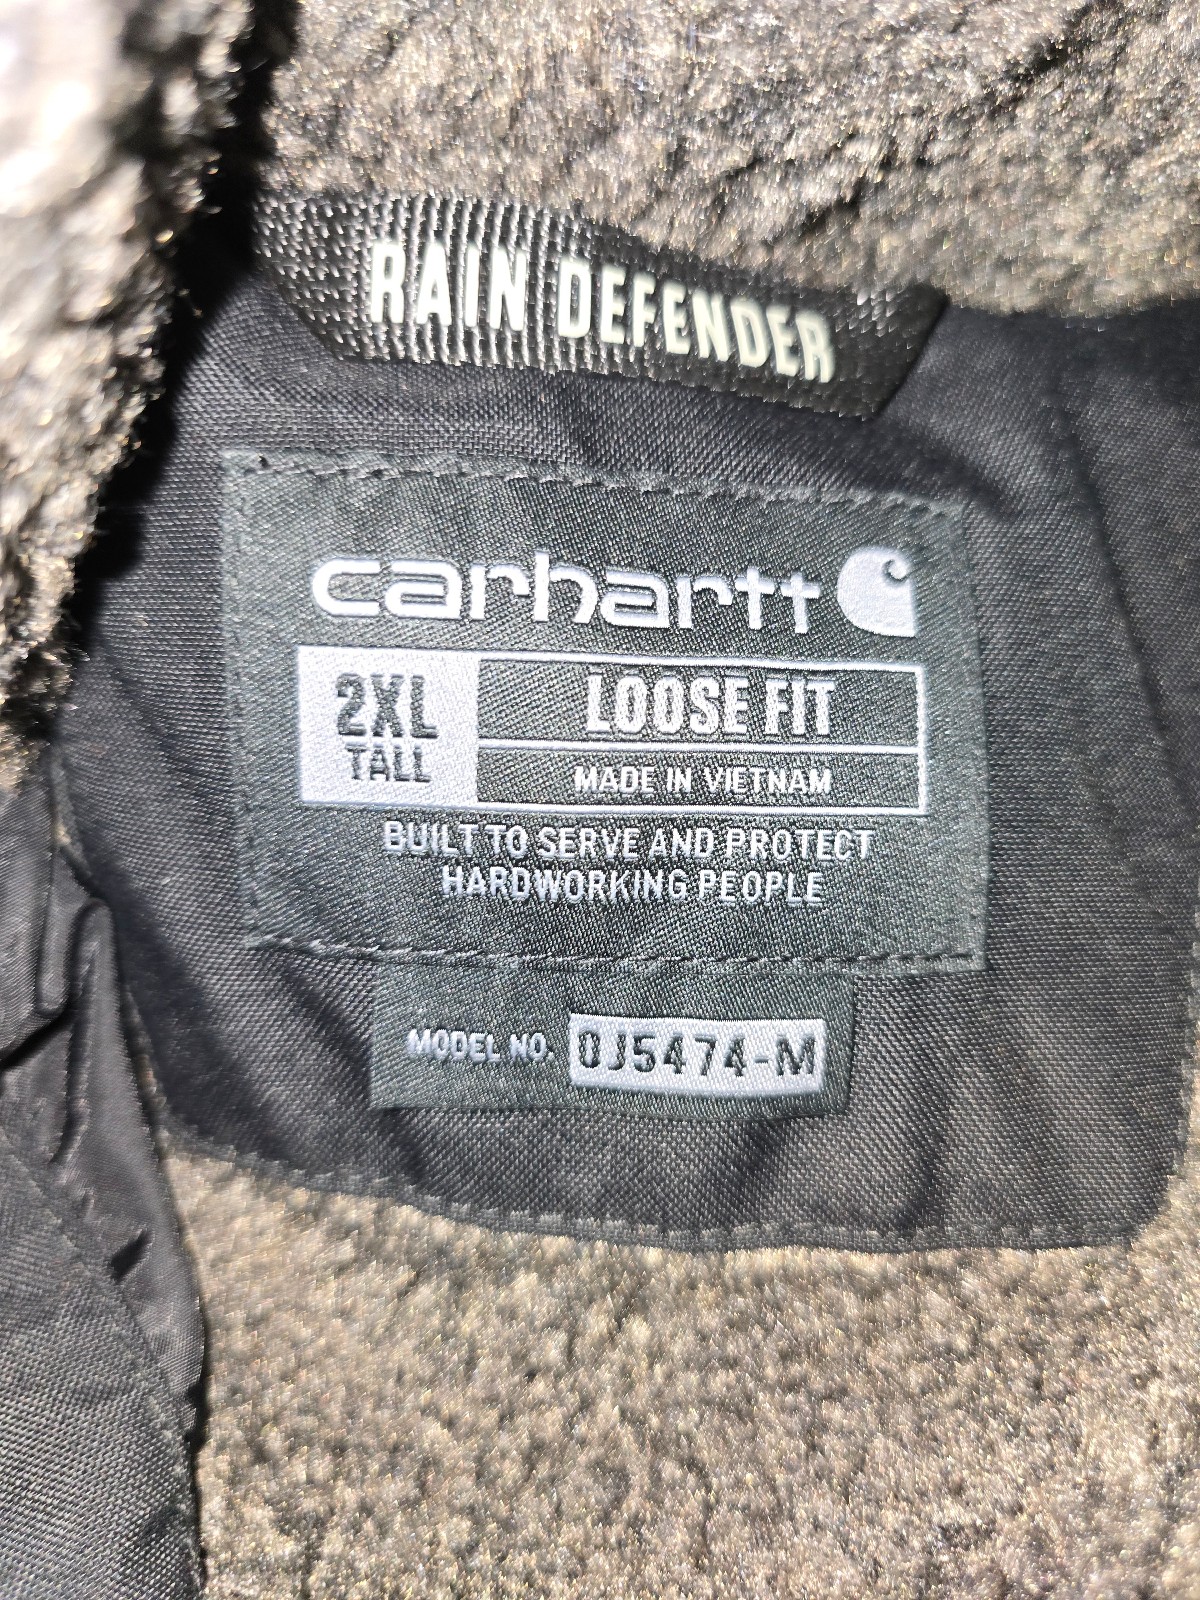 RAIN DEFENDER
carhartt
2XL
TALL
LOOSE FIT
MADE IN VIETNAM
BUILT TO SERVE AND PROTECT
HARDWORKING PEOPLE
MODEL NO. OJ5474-M